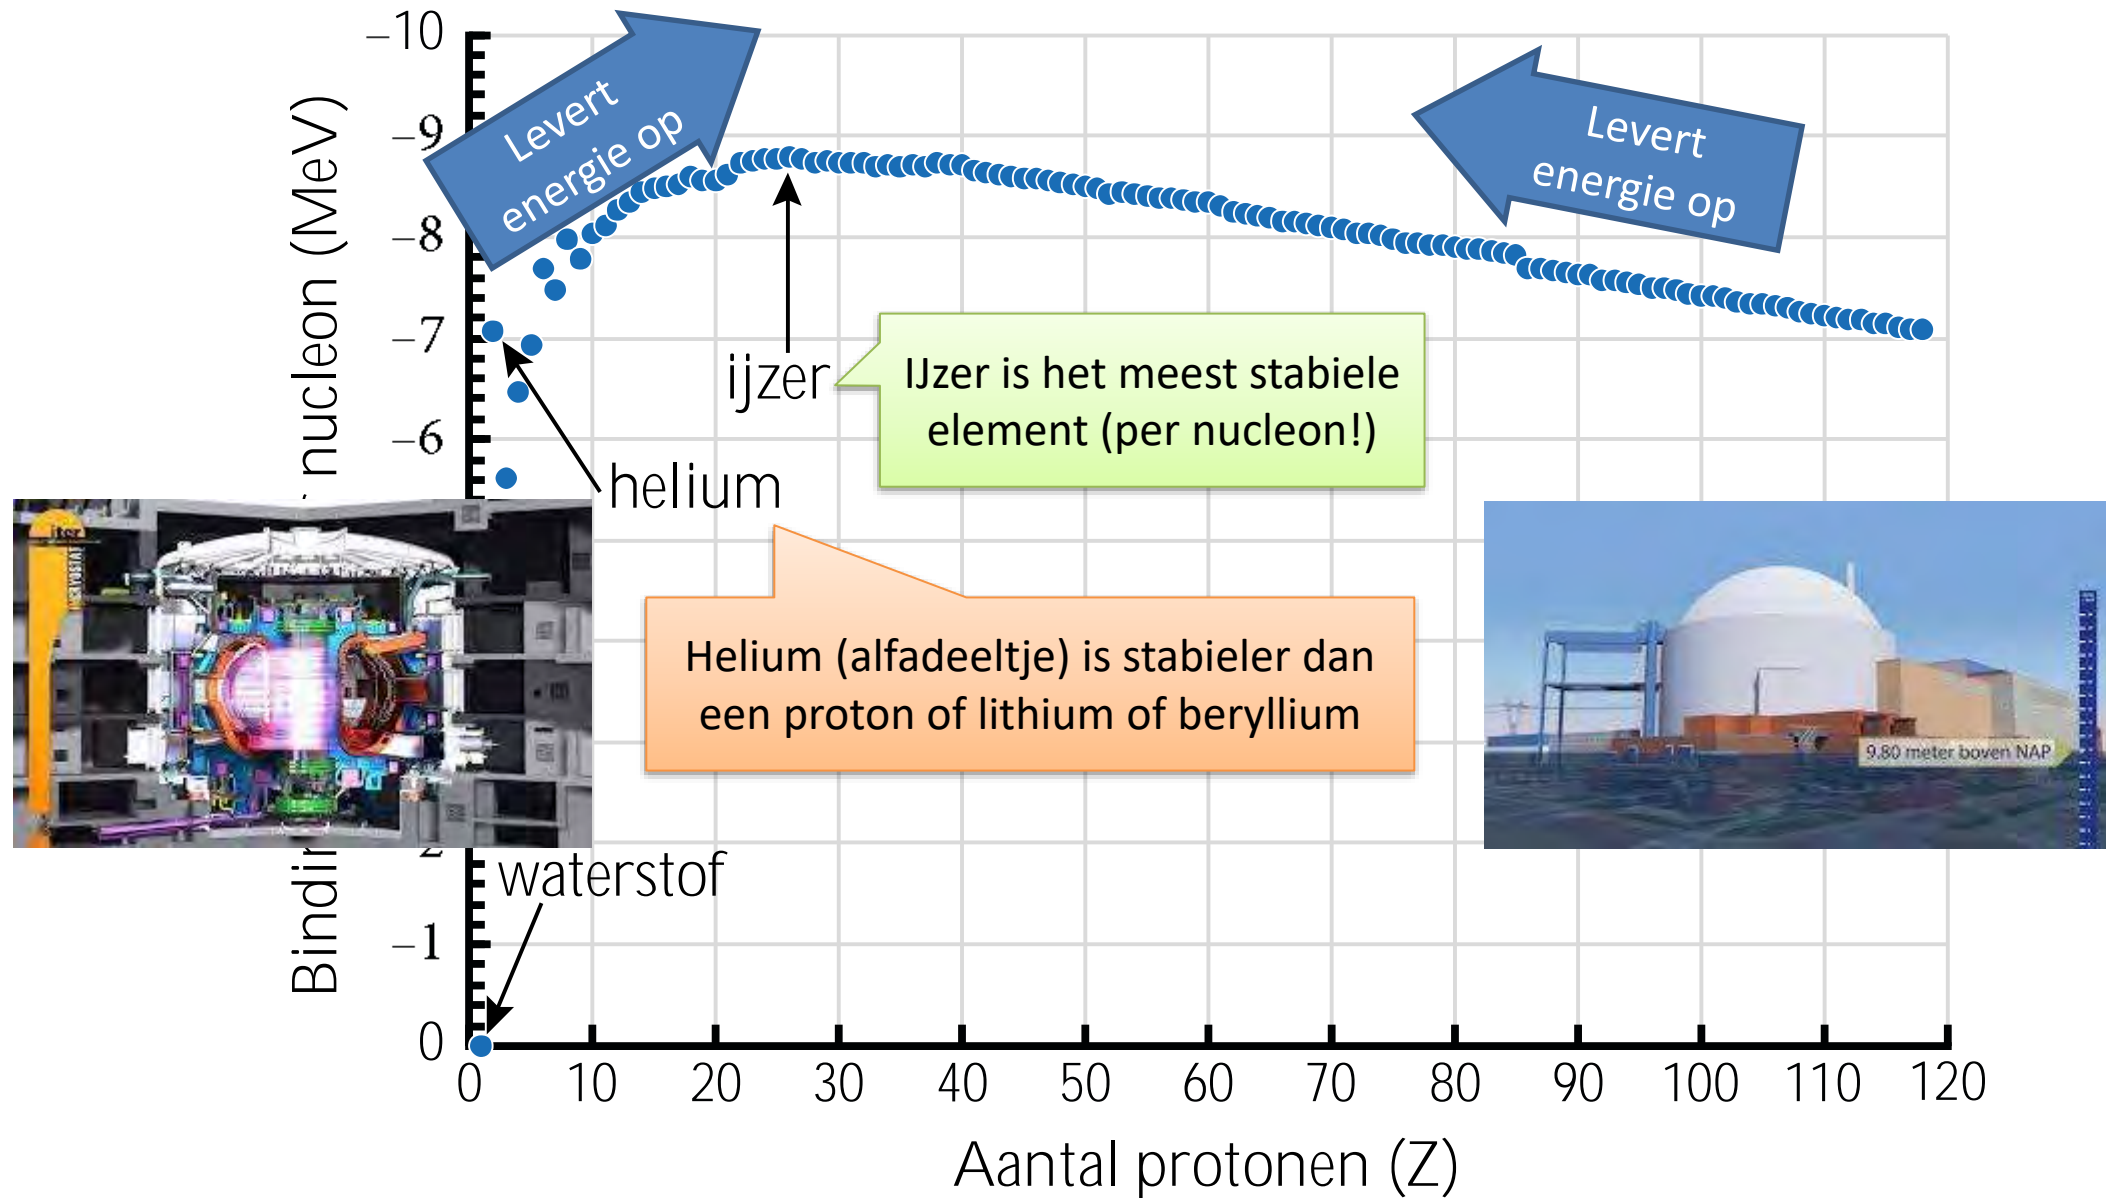 −10
−9
−8
−7
−6
−1
0
nucleon (MeV)
Levert
energie op
Levert
energie op
ijzer
IJzer is het meest stabiele
element (per nucleon!)
helium
iter
Helium (alfadeeltje) is stabieler dan
een proton of lithium of beryllium
9.80 meter boven NAP
waterstof
0 10 20 30 40 50 60 70 80 90 100 110 120
Aantal protonen (Z)